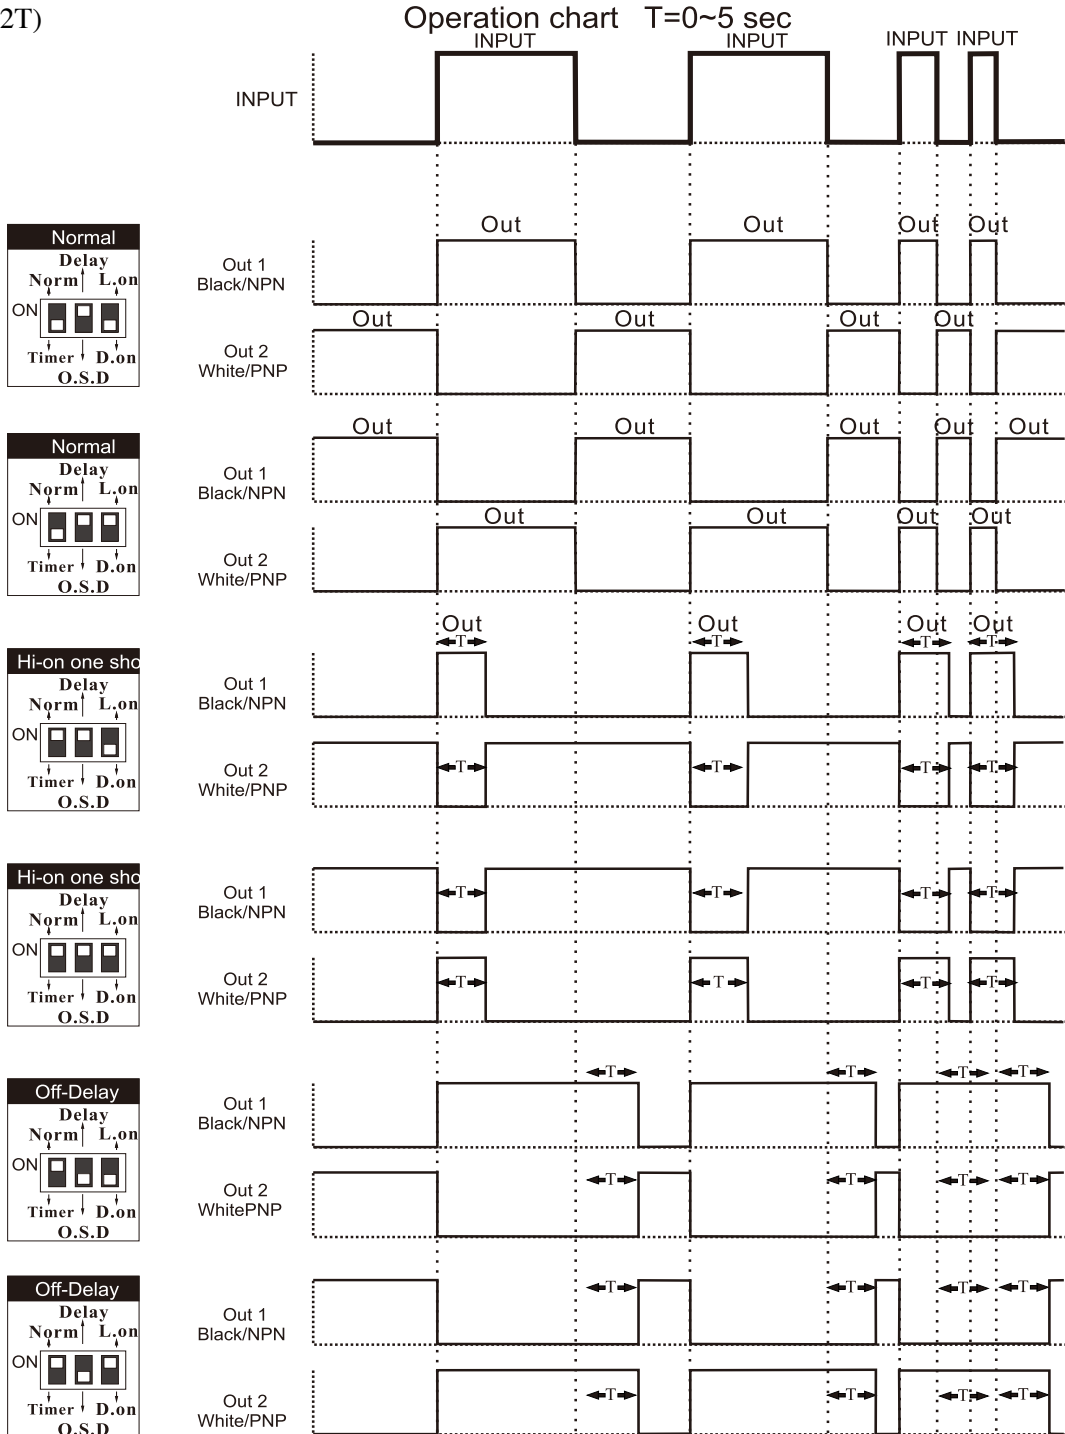 2T)
Operation chart T=0~5 sec
INPUT INPUT INPUT INPUT
INPUT
Normal
Delay
Norm L.on
ON
Timer D.on
O.S.D
Out Out Out Out
Out 1
Black/NPN
Out Out Out Out
Out 2
White/PNP
Normal
Delay
Norm L.on
ON
Timer D.on
O.S.D
Out Out Out Out Out
Out 1
Black/NPN
Out Out Out Out
Out 2
White/PNP
Hi-on one sho
Delay
Norm L.on
ON
Timer D.on
O.S.D
Out Out Out Out
T T T T
Out 1
Black/NPN
Out 2
White/PNP
T T T T
Hi-on one sho
Delay
Norm L.on
ON
Timer D.on
O.S.D
Out 1
Black/NPN
T T T T
Out 2
White/PNP
T T T T
Off-Delay
Delay
Norm L.on
ON
Timer D.on
O.S.D
T T T T
Out 1
Black/NPN
T T T T
Out 2
WhitePNP
Off-Delay
Delay
Norm L.on
ON
Timer D.on
O.S.D
T T T T
Out 1
Black/NPN
T T T T
Out 2
White/PNP